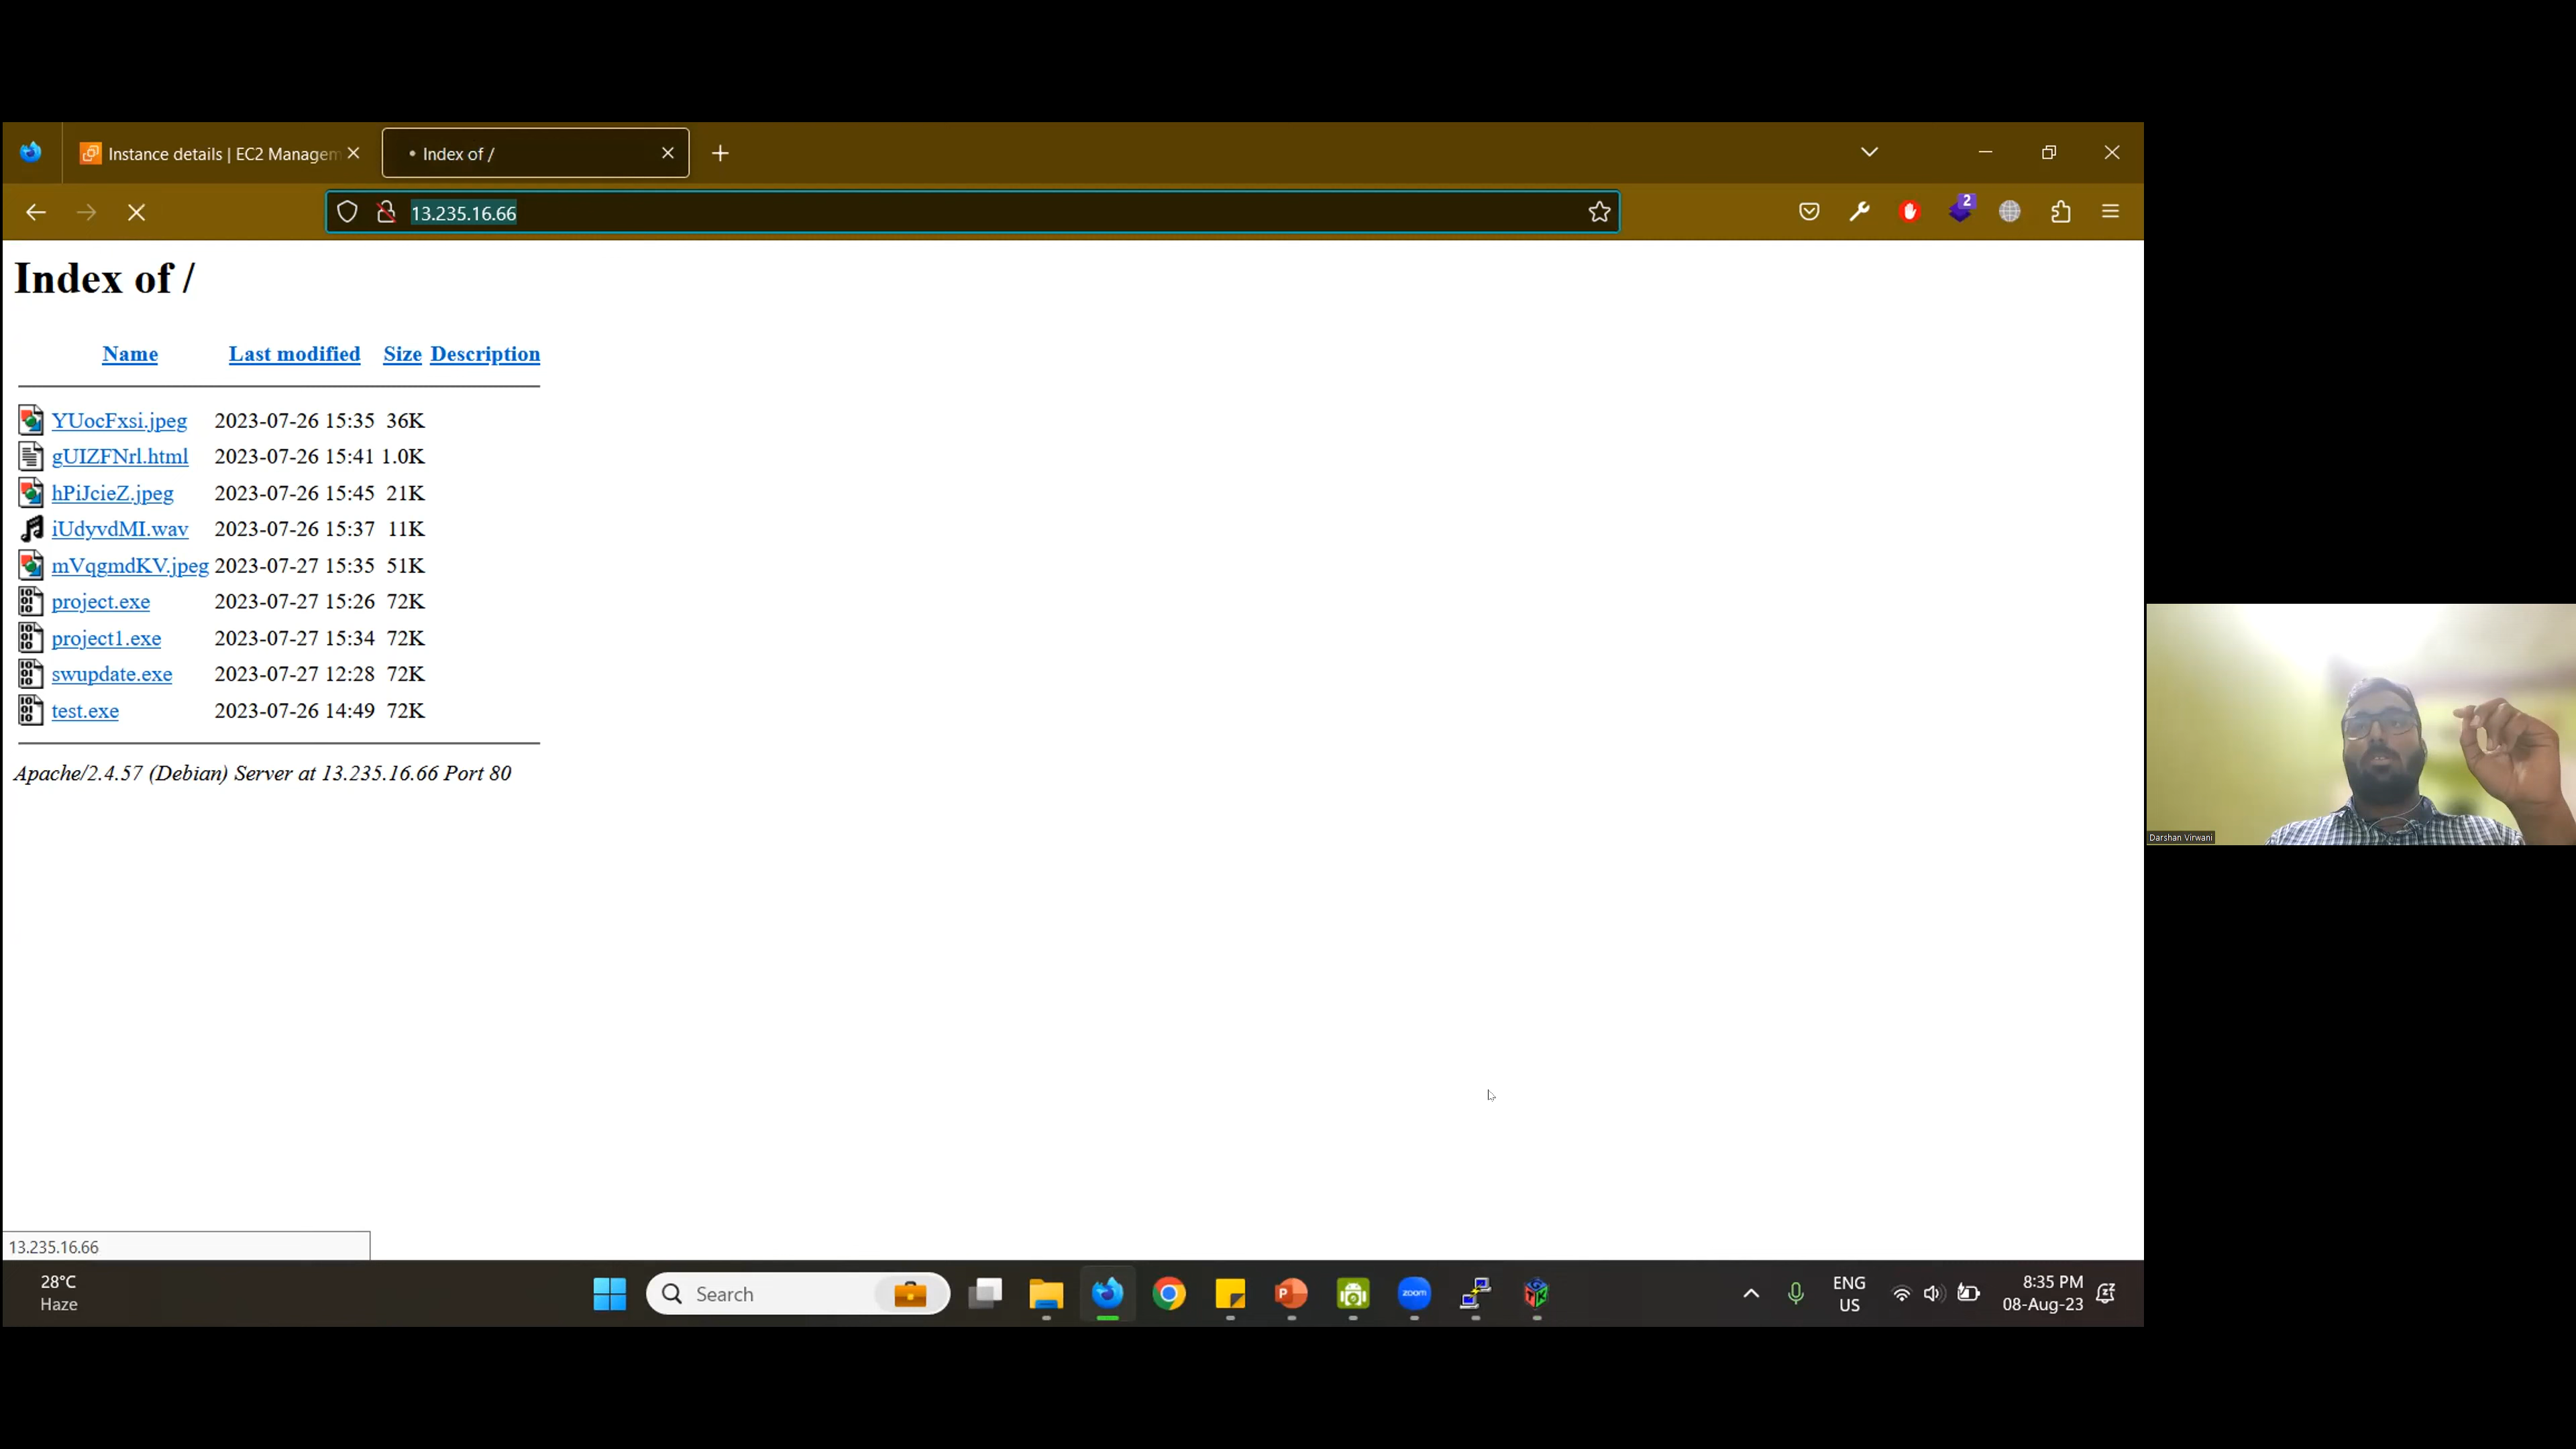 Instance details | EC2 Managem
Index of /
13.235.16.66
2
Index of /
Name Last modified Size Description
YUocFxsi.jpeg 2023-07-26 15:35 36K
gUIZFNrl.html 2023-07-26 15:41 1.0K
hPiJcieZ.jpeg 2023-07-26 15:45 21K
iUdyvdMI.wav 2023-07-26 15:37 11K
mVqgmdKV.jpeg 2023-07-27 15:35 51K
project.exe 2023-07-27 15:26 72K
project1.exe 2023-07-27 15:34 72K
swupdate.exe 2023-07-27 12:28 72K
test.exe 2023-07-26 14:49 72K
Apache/2.4.57 (Debian) Server at 13.235.16.66 Port 80
Darshan Virwani
13.235.16.66
28°C
Haze
Search
zoom
ENG
US
8:35 PM
08-Aug-23